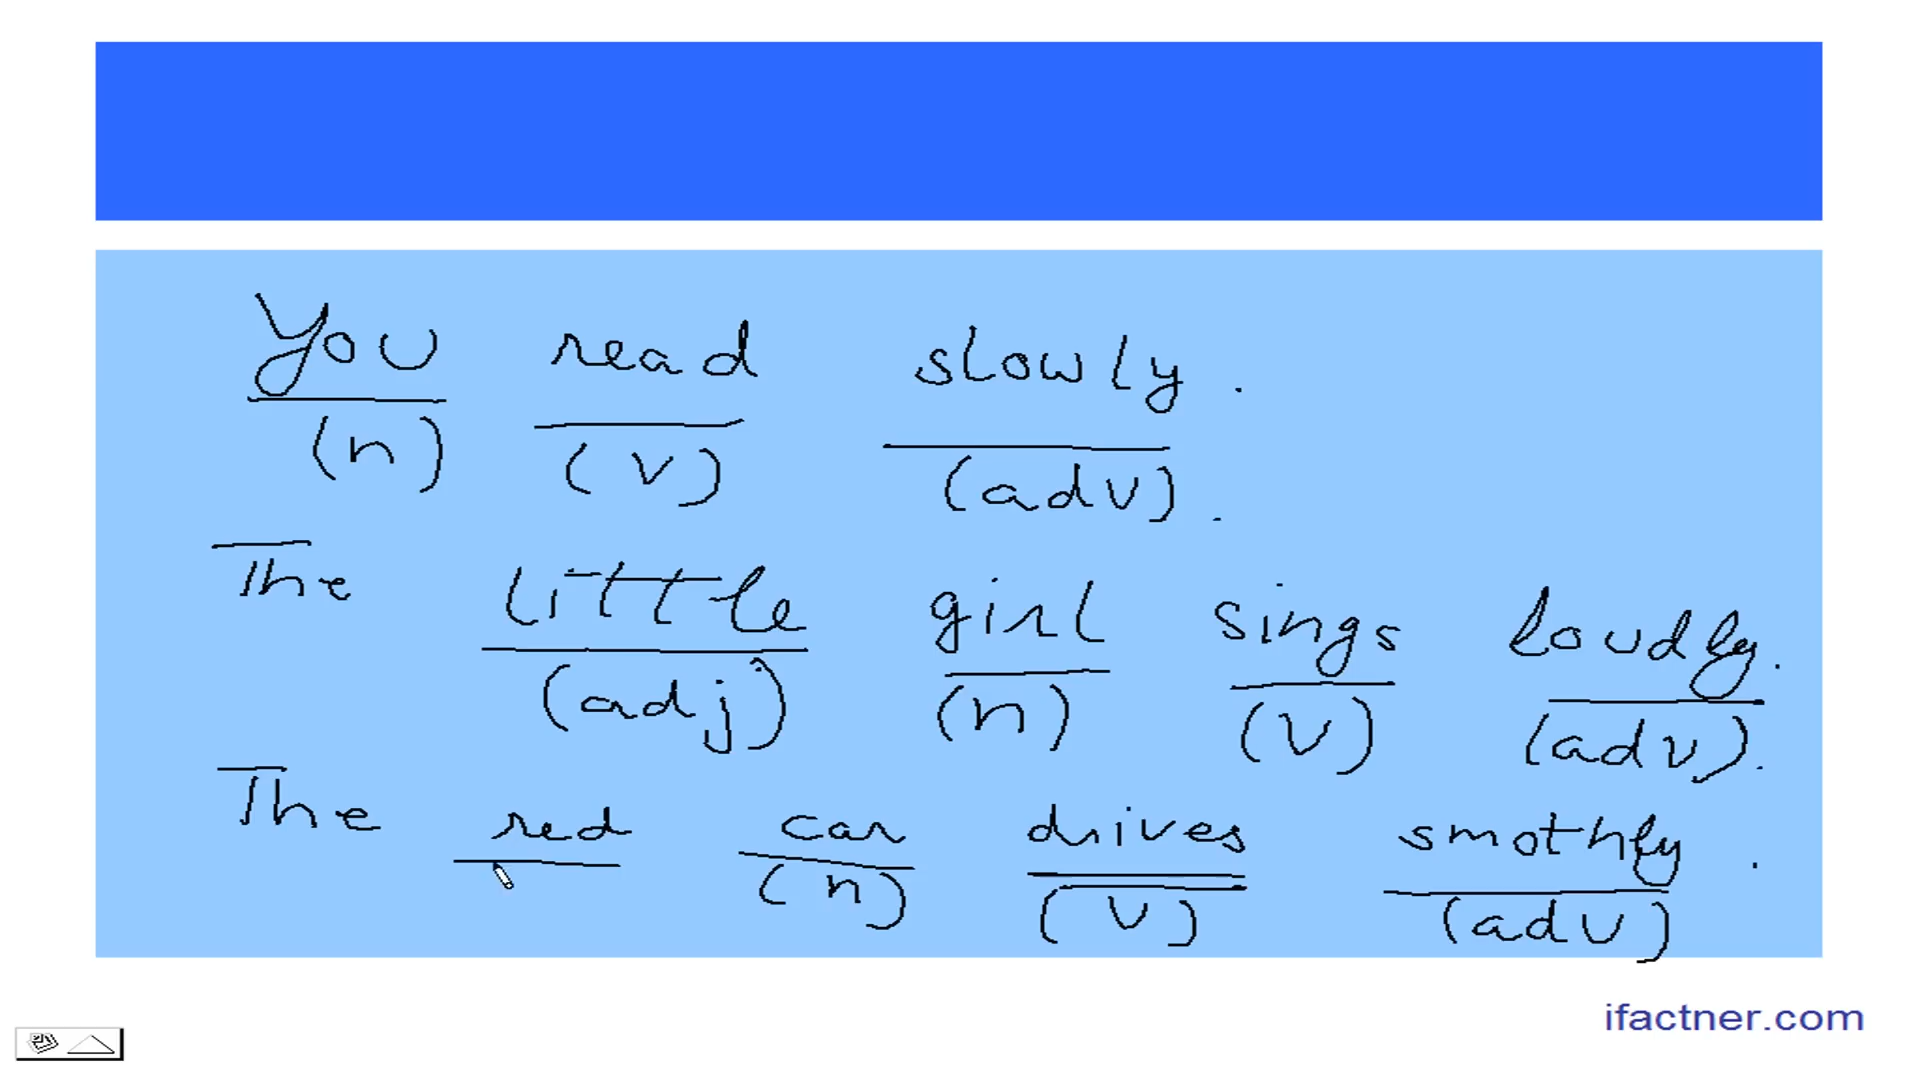 You read slowly.
(n) (v) (adv).
The little girl sings loudly.
(adj) (n) (v) (adv).
The red car drives smothly.
(n) (v) (adv)
ifactner.com